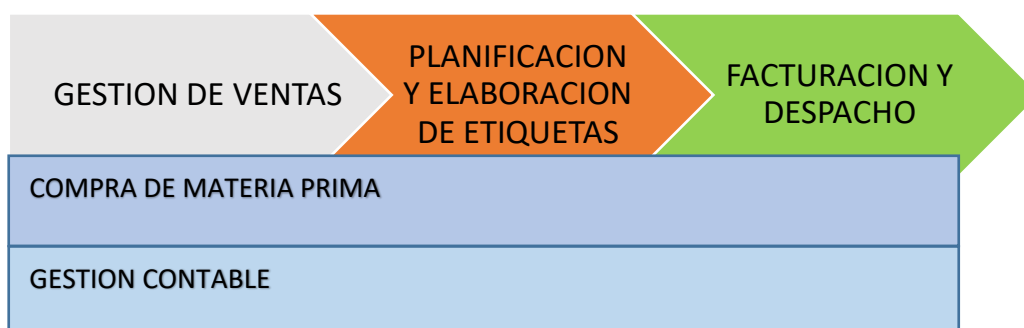 GESTION DE VENTAS
PLANIFICACION
Y ELABORACION
DE ETIQUETAS
FACTURACION Y
DESPACHO
COMPRA DE MATERIA PRIMA
GESTION CONTABLE